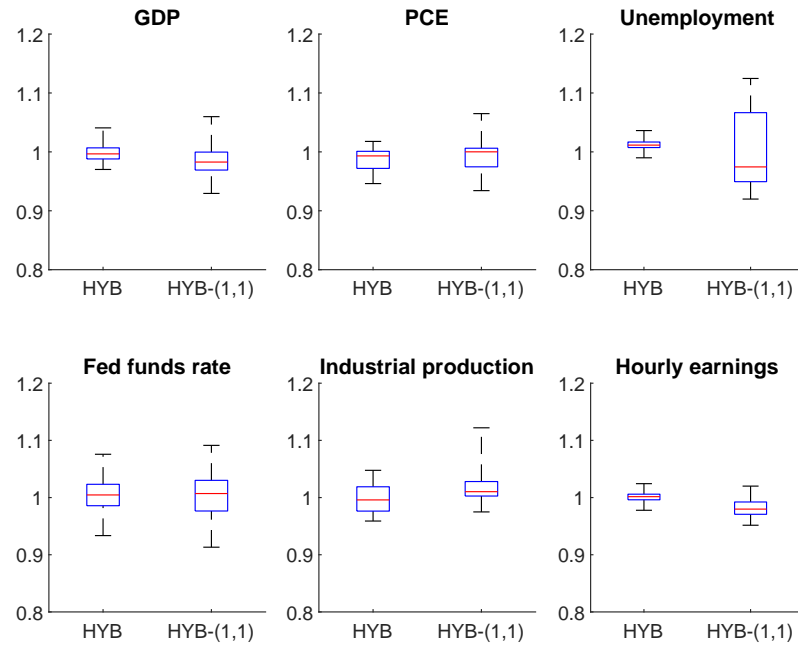 GDP PCE Unemployment
1.2 1.2 1.2
1.1 1.1 1.1
1 1 1
0.9 0.9 0.9
0.8 0.8 0.8
HYB HYB-(1,1) HYB HYB-(1,1) HYB HYB-(1,1)
Fed funds rate Industrial production Hourly earnings
1.2 1.2 1.2
1.1 1.1 1.1
1 1 1
0.9 0.9 0.9
0.8 0.8 0.8
HYB HYB-(1,1) HYB HYB-(1,1) HYB HYB-(1,1)